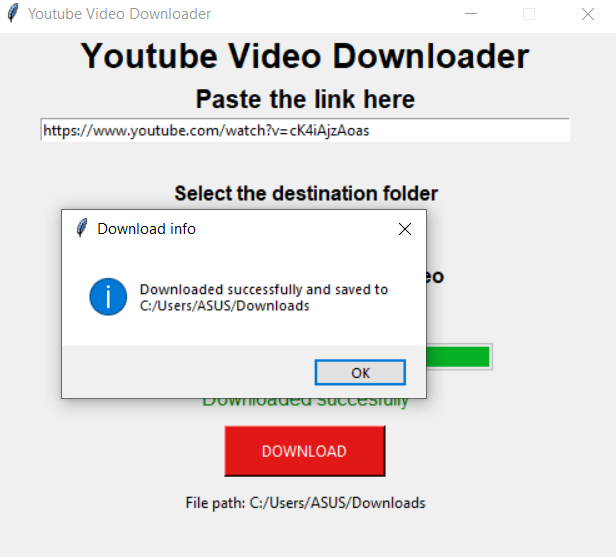 Youtube Video Downloader
Youtube Video Downloader
Paste the link here
https://www.youtube.com/watch?v=cK4iAjzAoas
Select the destination folder
Download info
eo
Downloaded successfully and saved to
C:/Users/ASUS/Downloads
OK
Downloaded succesfully
DOWNLOAD
File path: C:/Users/ASUS/Downloads